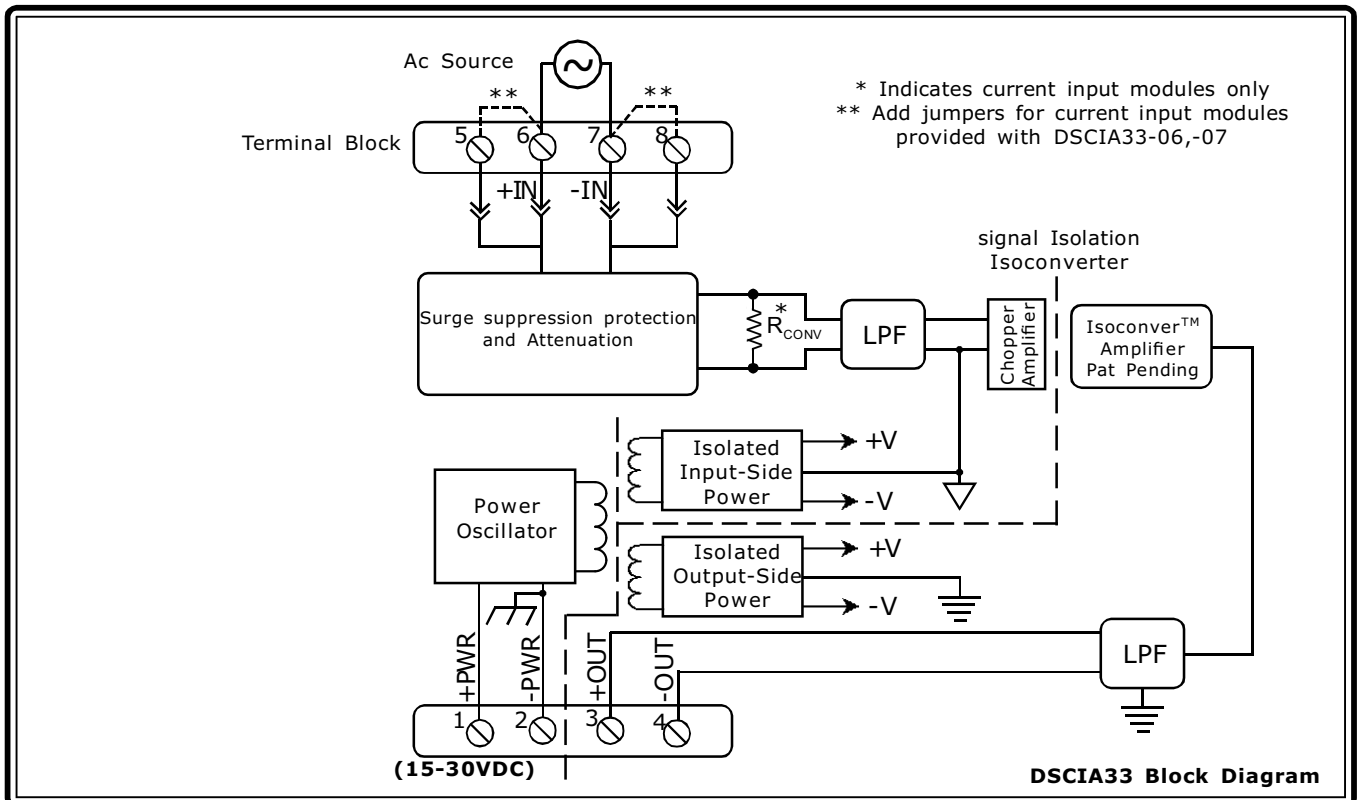 Ac Source
* Indicates current input modules only
** Add jumpers for current input modules
provided with DSCIA33-06,-07
** **
Terminal Block
5 6 7 8
+IN -IN
signal Isolation
Isoconverter
Surge suppression protection
and Attenuation
*
RCONV
LPF
Chopper
Amplifier
Isoconver™
Amplifier
Pat Pending
Isolated
Input-Side
Power
+V
-V
Power
Oscillator
Isolated
Output-Side
Power
+V
-V
+PWR
-PWR
+OUT
-OUT
LPF
1 2 3 4
(15-30VDC)
DSCIA33 Block Diagram